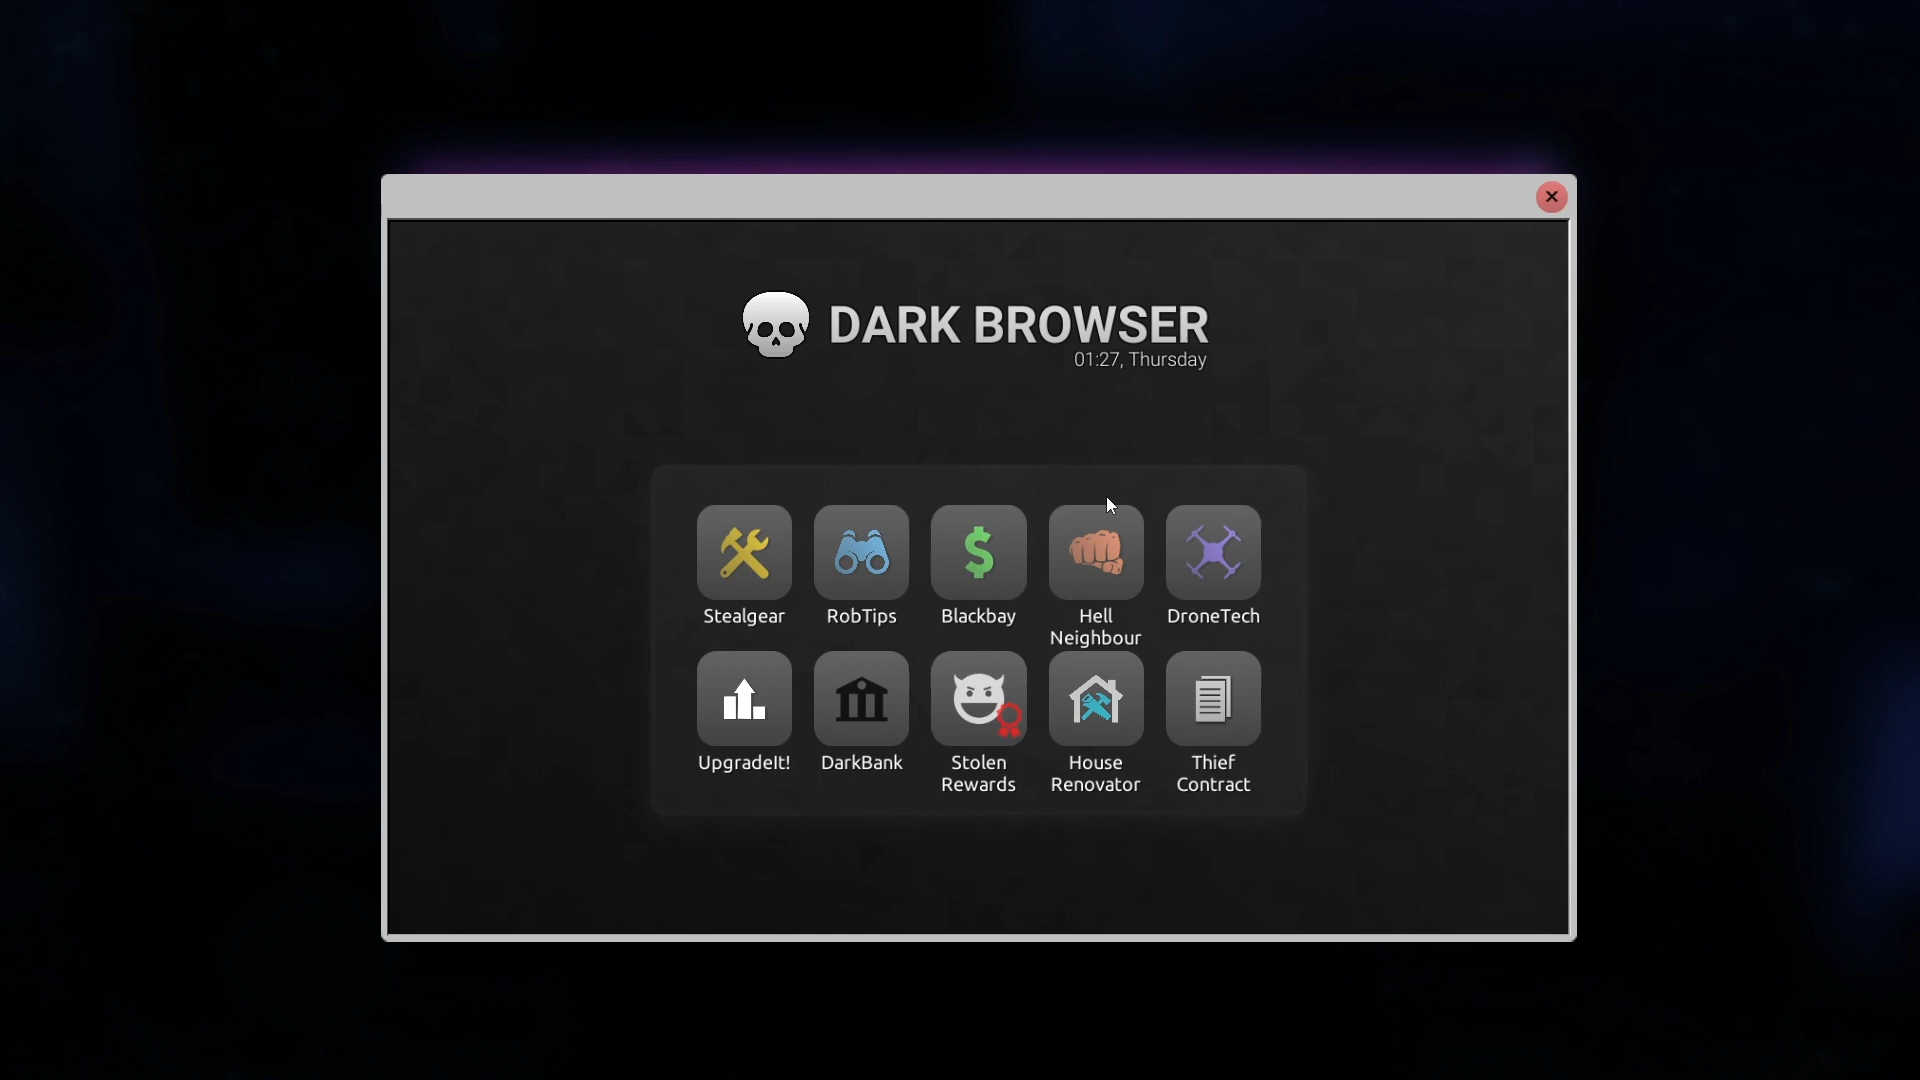 DARK BROWSER
01:27, Thursday
Stealgear
RobTips
Blackbay
Hell
Neighbour
DroneTech
UpgradeIt!
DarkBank
Stolen
Rewards
House
Renovator
Thief
Contract